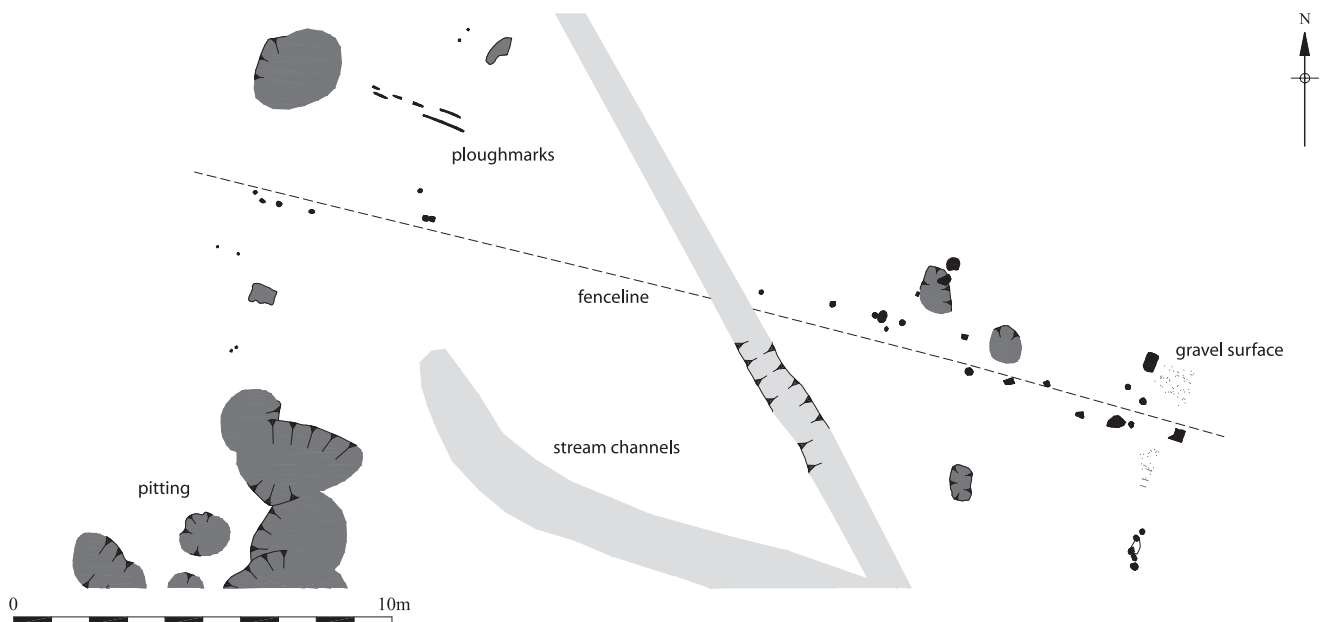 N
ploughmarks
fenceline
gravel surface
stream channels
pitting
0 10m